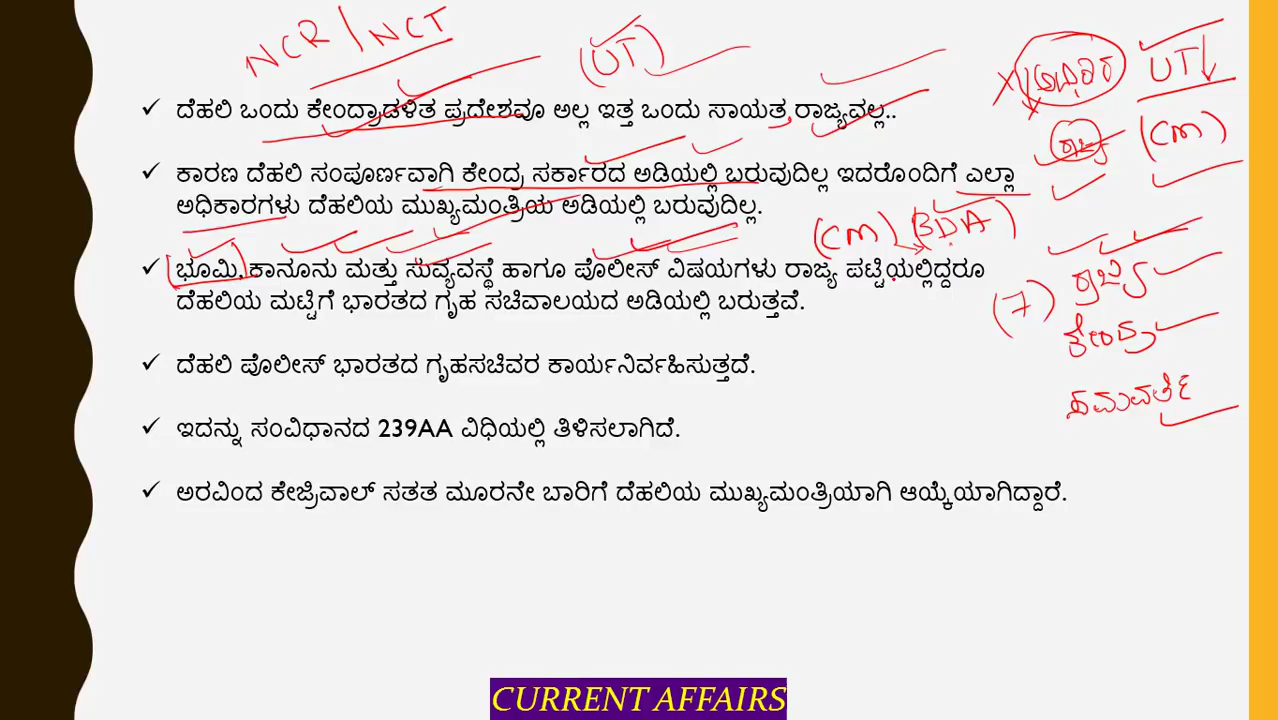 NCR / NCT
(UT)
UT↓
✓ ದೆಹಲಿ ಒಂದು ಕೇಂದ್ರಾಡಳಿತ ಪ್ರದೇಶವೂ ಅಲ್ಲ ಇತ್ತ ಒಂದು ಸಾಯತ್ತ ರಾಜ್ಯವಲ್ಲ..
ರಾಜ್ಯ (CM)
✓ ಕಾರಣ ದೆಹಲಿ ಸಂಪೂರ್ಣವಾಗಿ ಕೇಂದ್ರ ಸರ್ಕಾರದ ಅಡಿಯಲ್ಲಿ ಬರುವುದಿಲ್ಲ ಇದರೊಂದಿಗೆ ಎಲ್ಲಾ
ಅಧಿಕಾರಗಳು ದೆಹಲಿಯ ಮುಖ್ಯಮಂತ್ರಿಯ ಅಡಿಯಲ್ಲಿ ಬರುವುದಿಲ್ಲ.
(CM) (BDA)
✓ ಭೂಮಿ, ಕಾನೂನು ಮತ್ತು ಸುವ್ಯವಸ್ಥೆ ಹಾಗೂ ಪೊಲೀಸ್ ವಿಷಯಗಳು ರಾಜ್ಯ ಪಟ್ಟಿಯಲ್ಲಿದ್ದರೂ
ದೆಹಲಿಯ ಮಟ್ಟಿಗೆ ಭಾರತದ ಗೃಹ ಸಚಿವಾಲಯದ ಅಡಿಯಲ್ಲಿ ಬರುತ್ತವೆ.
(7) ರಾಜ್ಯ
ಕೇಂದ್ರ
ಸಮವರ್ತಿ
✓ ದೆಹಲಿ ಪೊಲೀಸ್ ಭಾರತದ ಗೃಹಸಚಿವರ ಕಾರ್ಯನಿರ್ವಹಿಸುತ್ತದೆ.
✓ ಇದನ್ನು ಸಂವಿಧಾನದ 239AA ವಿಧಿಯಲ್ಲಿ ತಿಳಿಸಲಾಗಿದೆ.
✓ ಅರವಿಂದ ಕೇಜ್ರಿವಾಲ್ ಸತತ ಮೂರನೇ ಬಾರಿಗೆ ದೆಹಲಿಯ ಮುಖ್ಯಮಂತ್ರಿಯಾಗಿ ಆಯ್ಕೆಯಾಗಿದ್ದಾರೆ.
CURRENT AFFAIRS